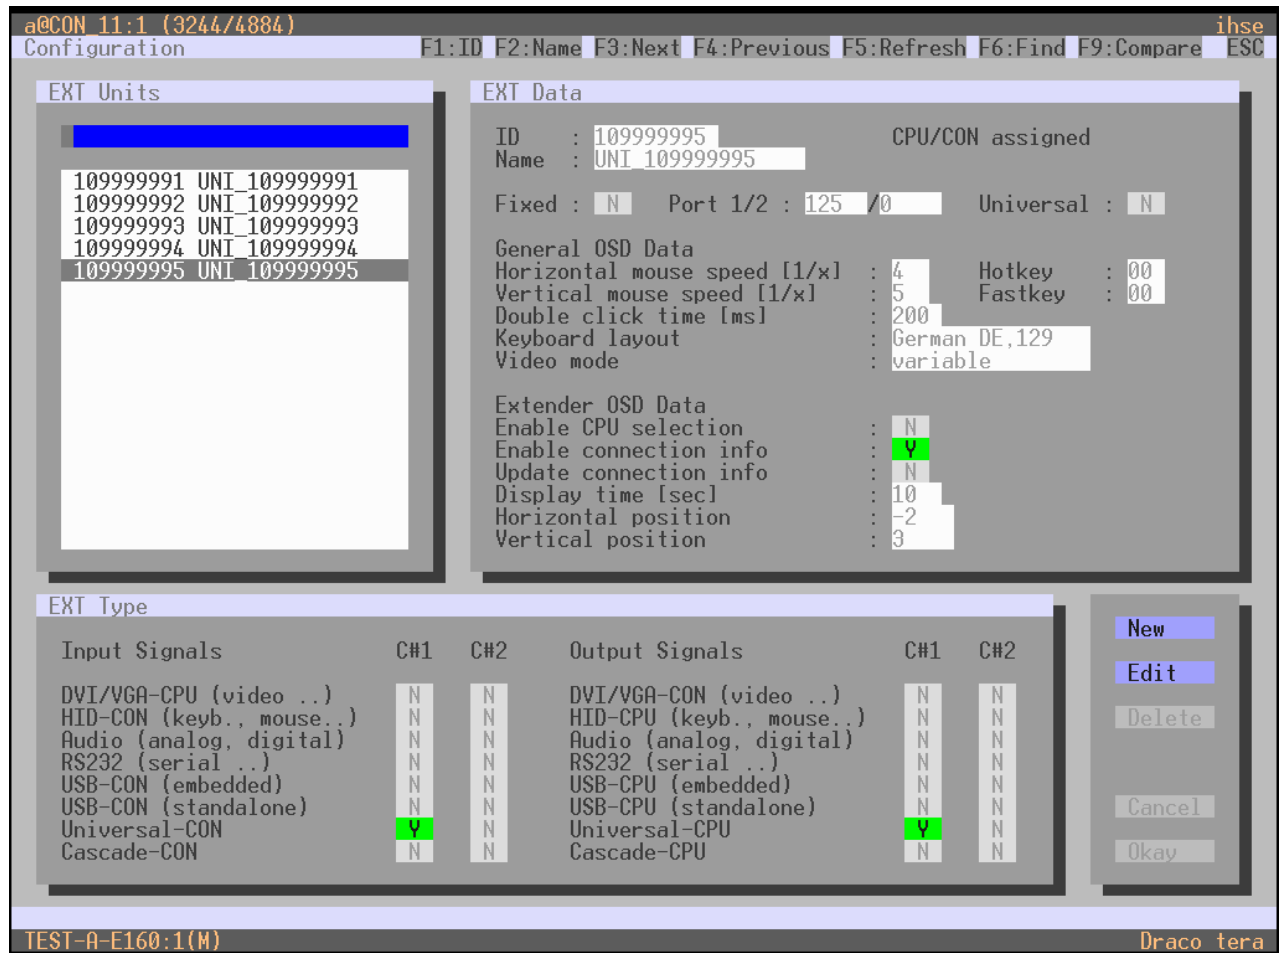 a@CON_11:1 (3244/4884) ihse
Configuration F1:ID F2:Name F3:Next F4:Previous F5:Refresh F6:Find F9:Compare ESC
EXT Units
109999991 UNI_109999991
109999992 UNI_109999992
109999993 UNI_109999993
109999994 UNI_109999994
109999995 UNI_109999995
EXT Data
ID : 109999995 CPU/CON assigned
Name : UNI_109999995
Fixed : N Port 1/2 : 125 /0 Universal : N
General OSD Data
Horizontal mouse speed [1/x] : 4 Hotkey : 00
Vertical mouse speed [1/x] : 5 Fastkey : 00
Double click time [ms] : 200
Keyboard layout : German DE,129
Video mode : variable
Extender OSD Data
Enable CPU selection : N
Enable connection info : Y
Update connection info : N
Display time [sec] : 10
Horizontal position : -2
Vertical position : 3
EXT Type
Input Signals C#1 C#2 Output Signals C#1 C#2
DVI/VGA-CPU (video ..) N N DVI/VGA-CON (video ..) N N
HID-CON (keyb., mouse..) N N HID-CPU (keyb., mouse..) N N
Audio (analog, digital) N N Audio (analog, digital) N N
RS232 (serial ..) N N RS232 (serial ..) N N
USB-CON (embedded) N N USB-CPU (embedded) N N
USB-CON (standalone) N N USB-CPU (standalone) N N
Universal-CON Y N Universal-CPU Y N
Cascade-CON N N Cascade-CPU N N
New
Edit
Delete
Cancel
Okay
TEST-A-E160:1(M) Draco tera